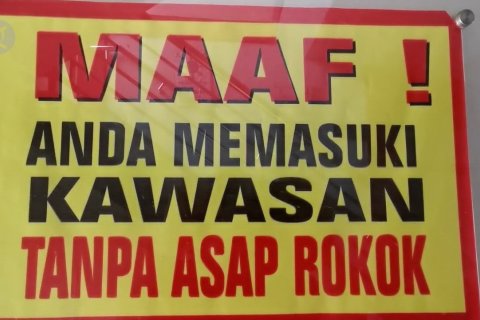 MAAF !
ANDA MEMASUKI
KAWASAN
TANPA ASAP ROKOK